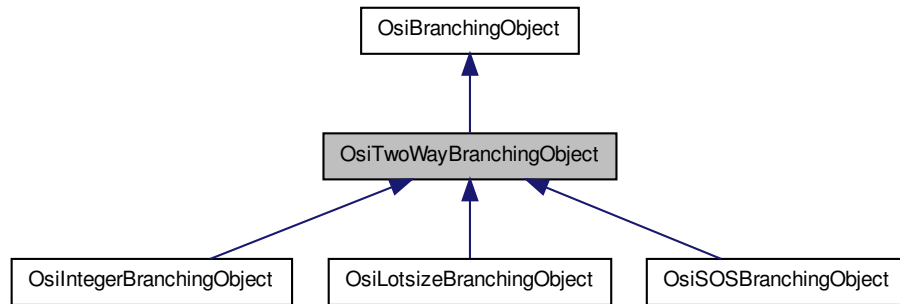 OsiBranchingObject
OsiTwoWayBranchingObject
OsiIntegerBranchingObject
OsiLotsizeBranchingObject
OsiSOSBranchingObject